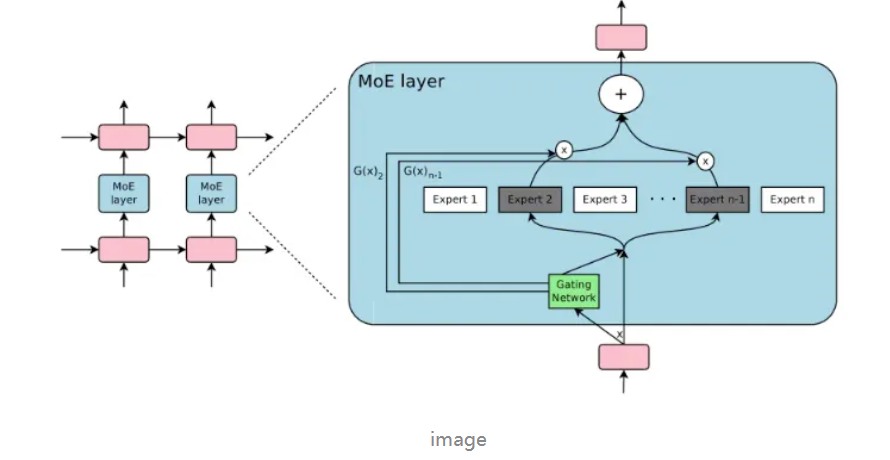 MoE layer
MoE
layer
MoE
layer
+
x
x
G(x)2
G(x)n-1
Expert 1
Expert 2
Expert 3
. . .
Expert n-1
Expert n
Gating
Network
x
image